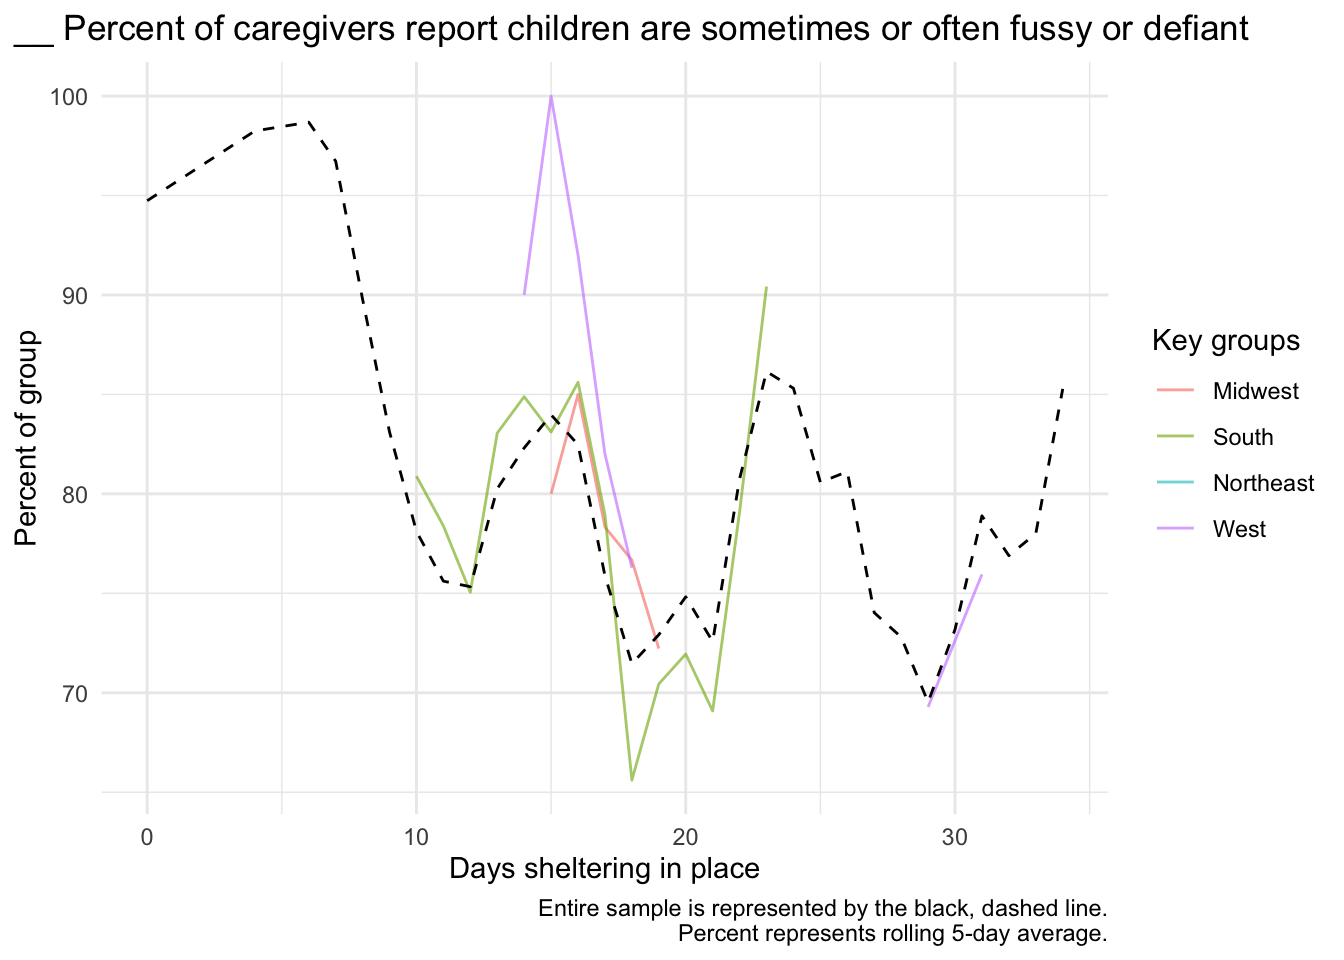 __ Percent of caregivers report children are sometimes or often fussy or defiant
100
90
80
70
Percent of group
0 10 20 30
Days sheltering in place
Key groups
Midwest
South
Northeast
West
Entire sample is represented by the black, dashed line.
Percent represents rolling 5-day average.